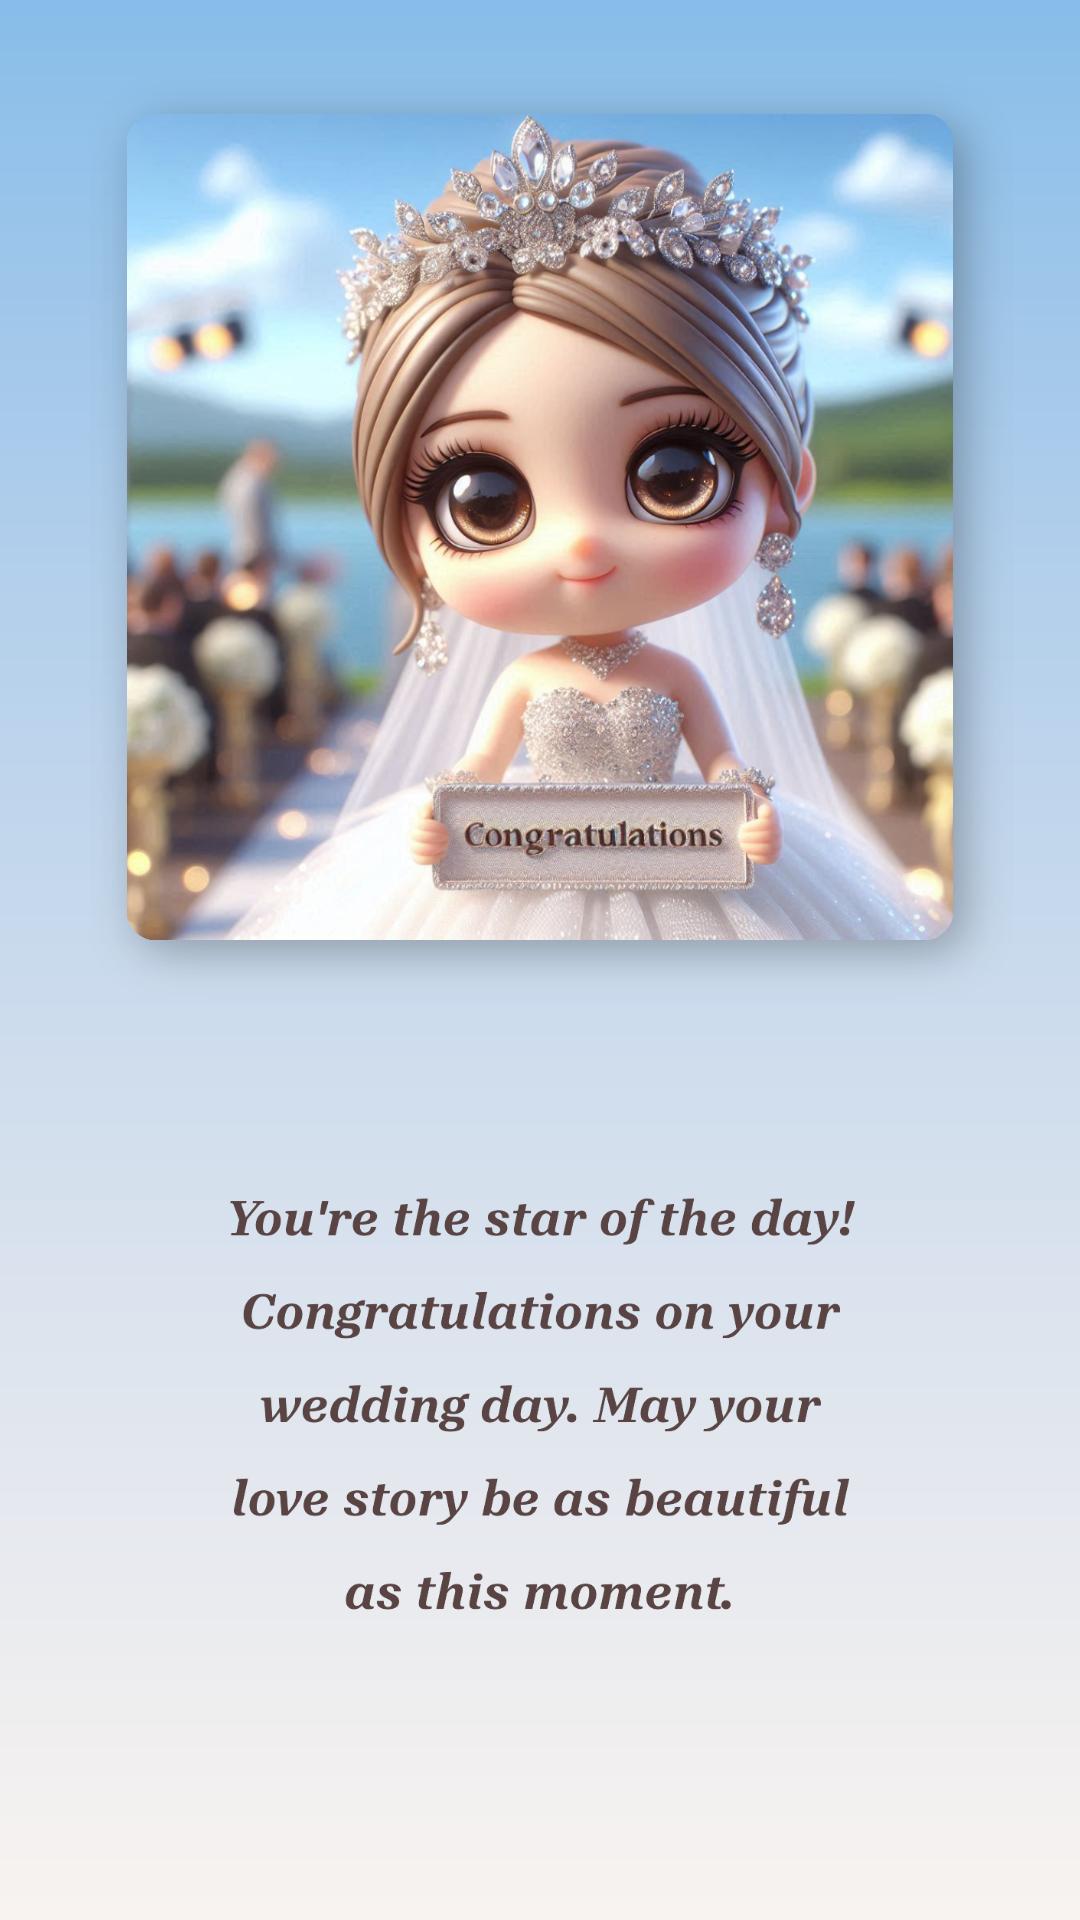 Congratulations
You're the star of the day!
Congratulations on your
wedding day. May your
love story be as beautiful
as this moment.